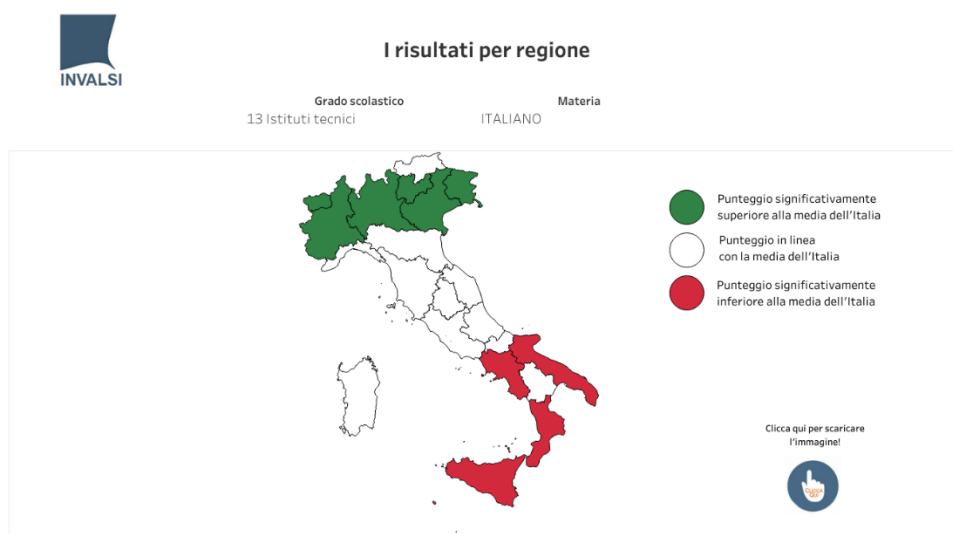 INVALSI
I risultati per regione
Grado scolastico
13 Istituti tecnici
Materia
ITALIANO
Punteggio significativamente
superiore alla media dell'Italia
Punteggio in linea
con la media dell'Italia
Punteggio significativamente
inferiore alla media dell'Italia
Clicca qui per scaricare
l'immagine!
CLICCA
QUI